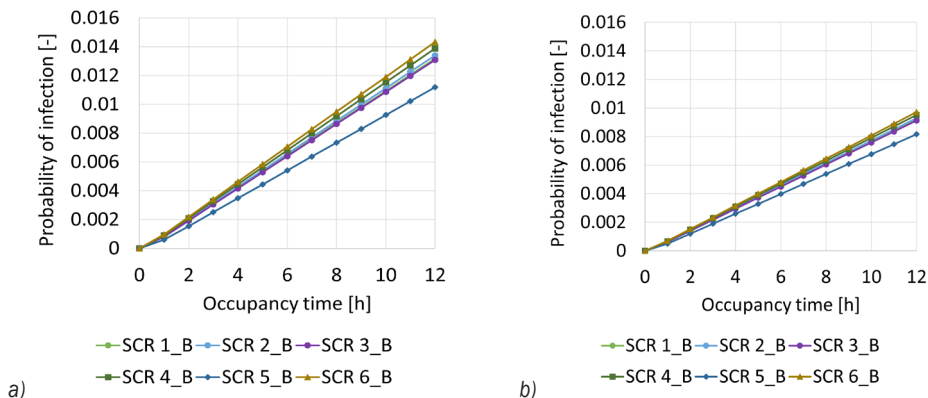 0.016
0.014
0.012
0.01
0.008
0.006
0.004
0.002
0
Probability of infection [-]
0 2 4 6 8 10 12
Occupancy time [h]
SCR 1_B SCR 2_B SCR 3_B
SCR 4_B SCR 5_B SCR 6_B
a)
0.016
0.014
0.012
0.01
0.008
0.006
0.004
0.002
0
Probability of infection [-]
0 2 4 6 8 10 12
Occupancy time [h]
SCR 1_B SCR 2_B SCR 3_B
SCR 4_B SCR 5_B SCR 6_B
b)